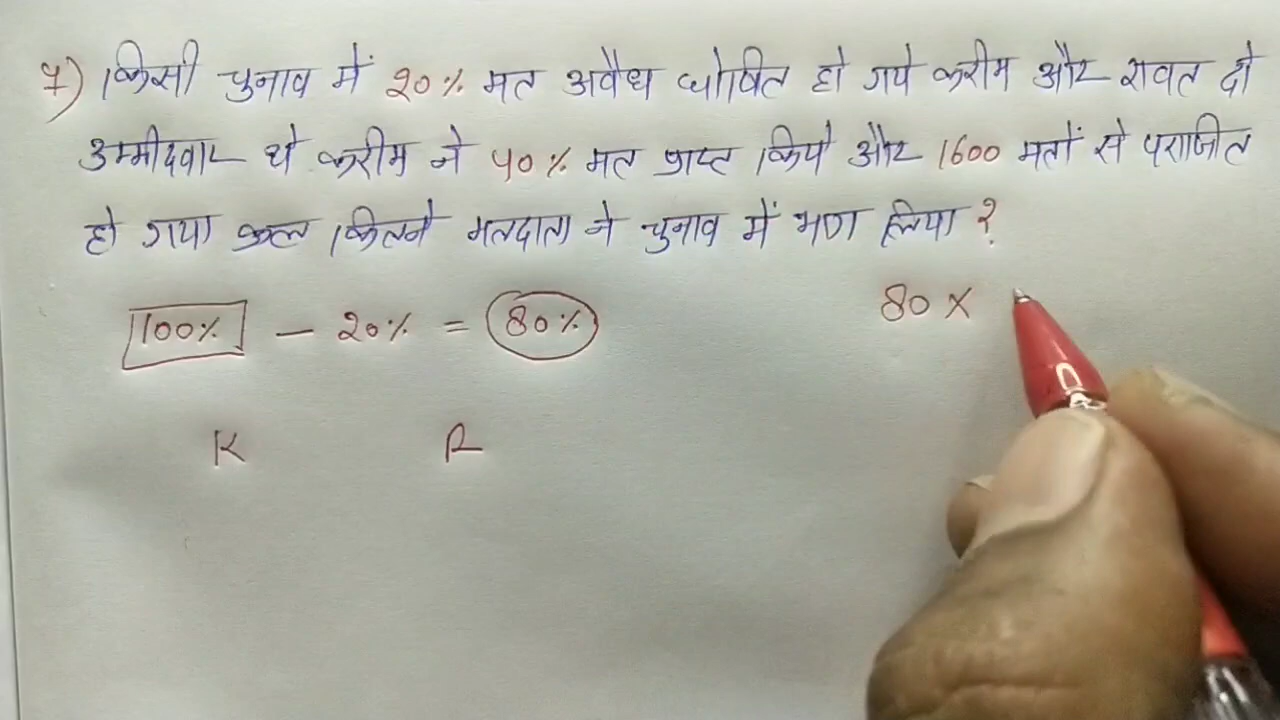 7) किसी चुनाव में 20% मत अवैध घोषित हो गये करीम और रावत दो
उम्मीदवार थे करीम ने 40% मत प्राप्त किये और 1600 मतों से पराजित
हो गया कुल कितने मतदाता ने चुनाव में भाग लिया ?
100% — 20% = 80%
80 ×
K R